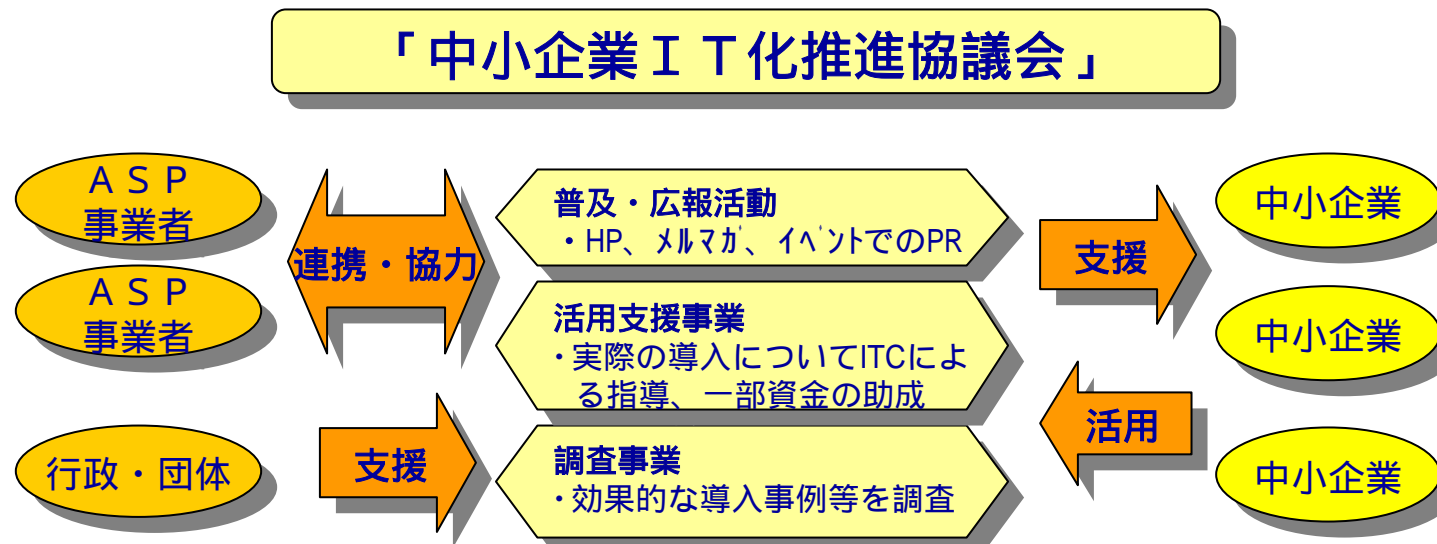 「中小企業ＩＴ化推進協議会」
ＡＳＰ
事業者
ＡＳＰ
事業者
行政・団体
連携・協力
支援
普及・広報活動
・HP、ﾒﾙﾏｶﾞ、ｲﾍﾞﾝﾄでのPR
活用支援事業
・実際の導入についてITCによ
る指導、一部資金の助成
調査事業
・効果的な導入事例等を調査
支援
活用
中小企業
中小企業
中小企業